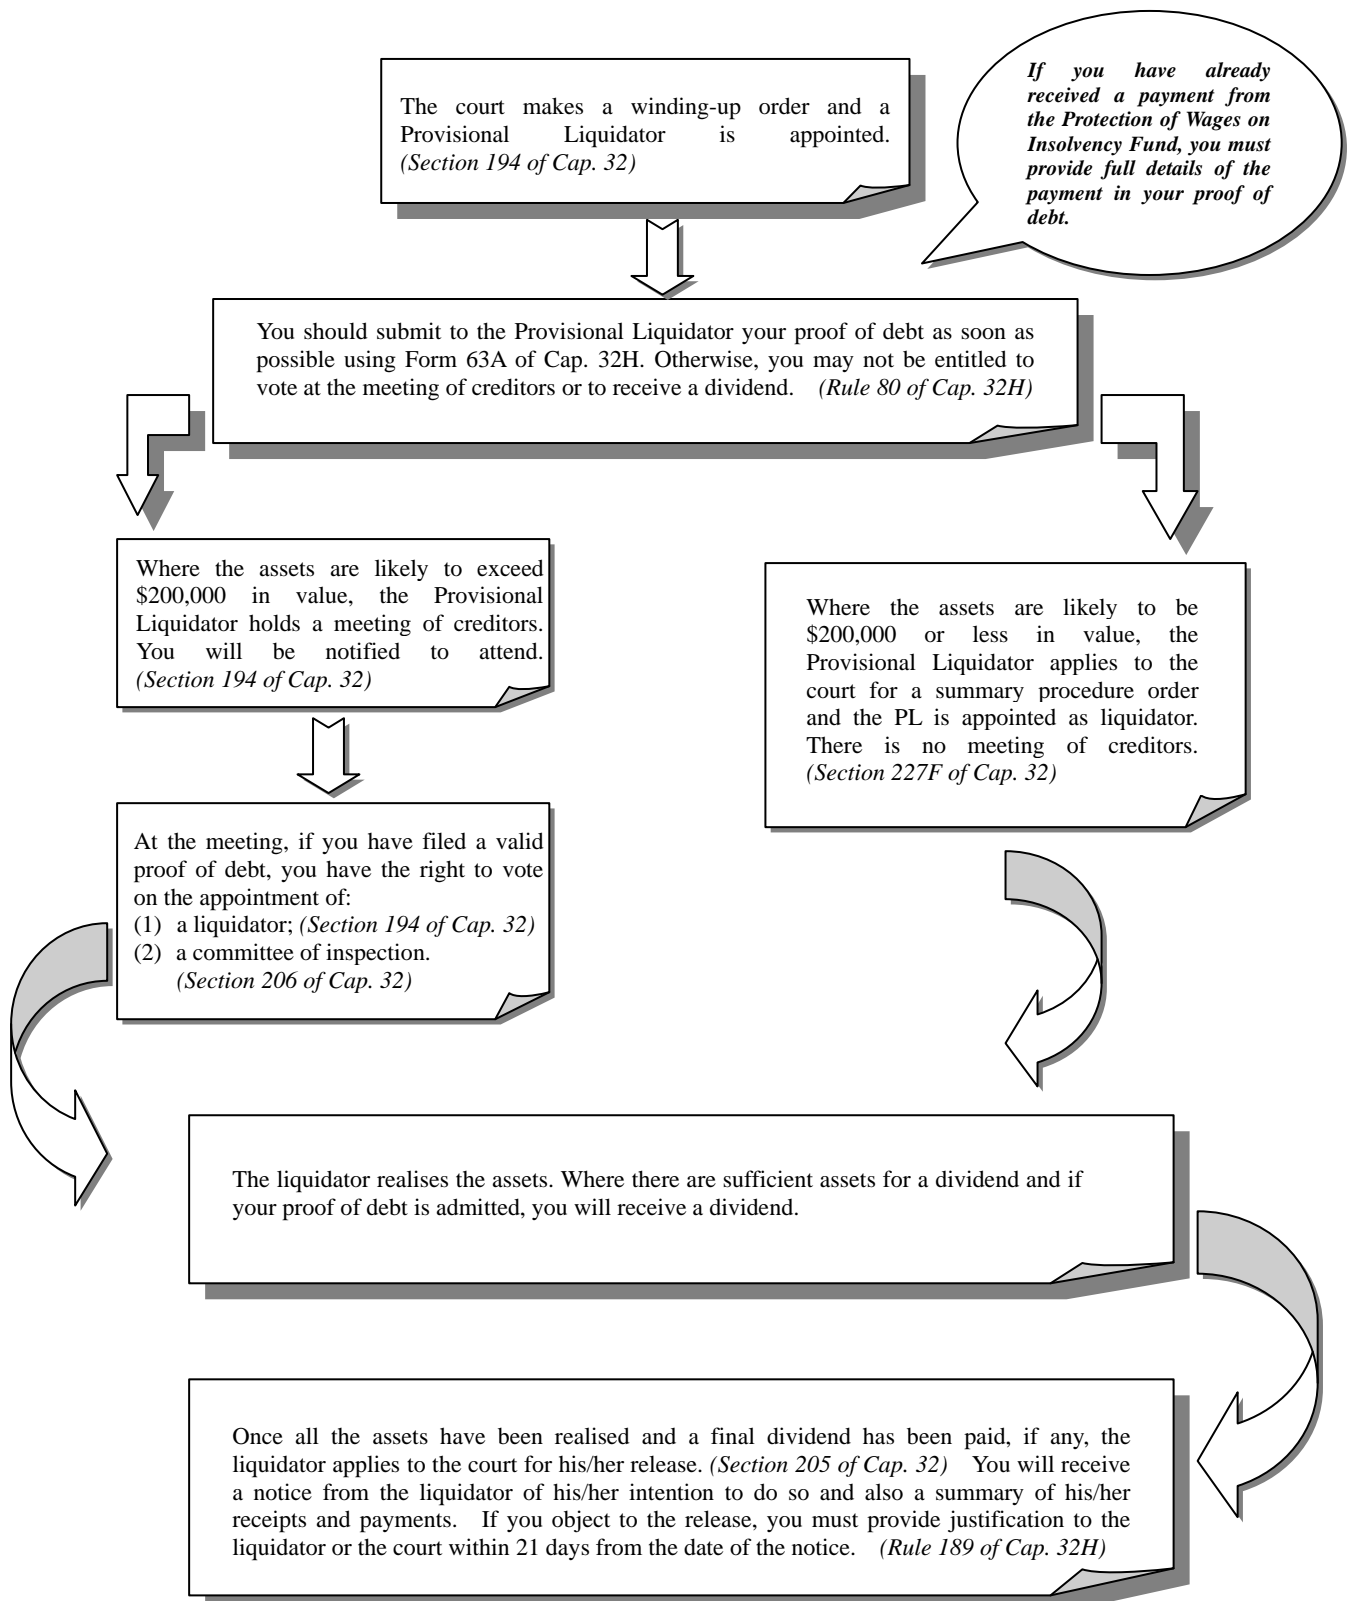 The court makes a winding-up order and a
Provisional Liquidator is appointed.
(Section 194 of Cap. 32)
If you have already
received a payment from
the Protection of Wages on
Insolvency Fund, you must
provide full details of the
payment in your proof of
debt.
You should submit to the Provisional Liquidator your proof of debt as soon as
possible using Form 63A of Cap. 32H. Otherwise, you may not be entitled to
vote at the meeting of creditors or to receive a dividend. (Rule 80 of Cap. 32H)
Where the assets are likely to exceed
$200,000 in value, the Provisional
Liquidator holds a meeting of creditors.
You will be notified to attend.
(Section 194 of Cap. 32)
Where the assets are likely to be
$200,000 or less in value, the
Provisional Liquidator applies to the
court for a summary procedure order
and the PL is appointed as liquidator.
There is no meeting of creditors.
(Section 227F of Cap. 32)
At the meeting, if you have filed a valid
proof of debt, you have the right to vote
on the appointment of:
(1) a liquidator; (Section 194 of Cap. 32)
(2) a committee of inspection.
(Section 206 of Cap. 32)
The liquidator realises the assets. Where there are sufficient assets for a dividend and if
your proof of debt is admitted, you will receive a dividend.
Once all the assets have been realised and a final dividend has been paid, if any, the
liquidator applies to the court for his/her release. (Section 205 of Cap. 32) You will receive
a notice from the liquidator of his/her intention to do so and also a summary of his/her
receipts and payments. If you object to the release, you must provide justification to the
liquidator or the court within 21 days from the date of the notice. (Rule 189 of Cap. 32H)